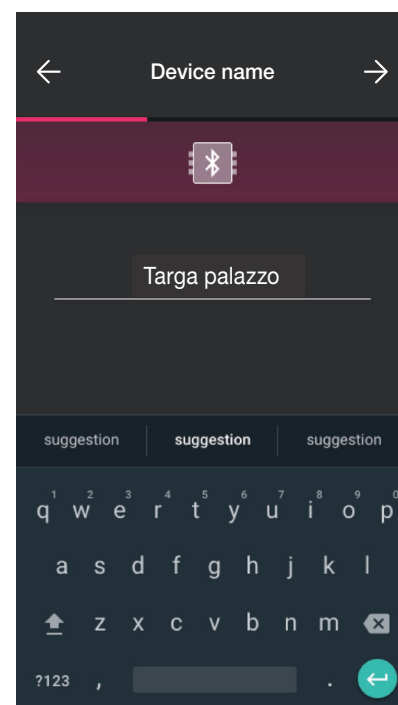 Device name
Targa palazzo
suggestion suggestion suggestion
1 2 3 4 5 6 7 8 9 0
q w e r t y u i o p
a s d f g h j k l
z x c v b n m
?123 , .